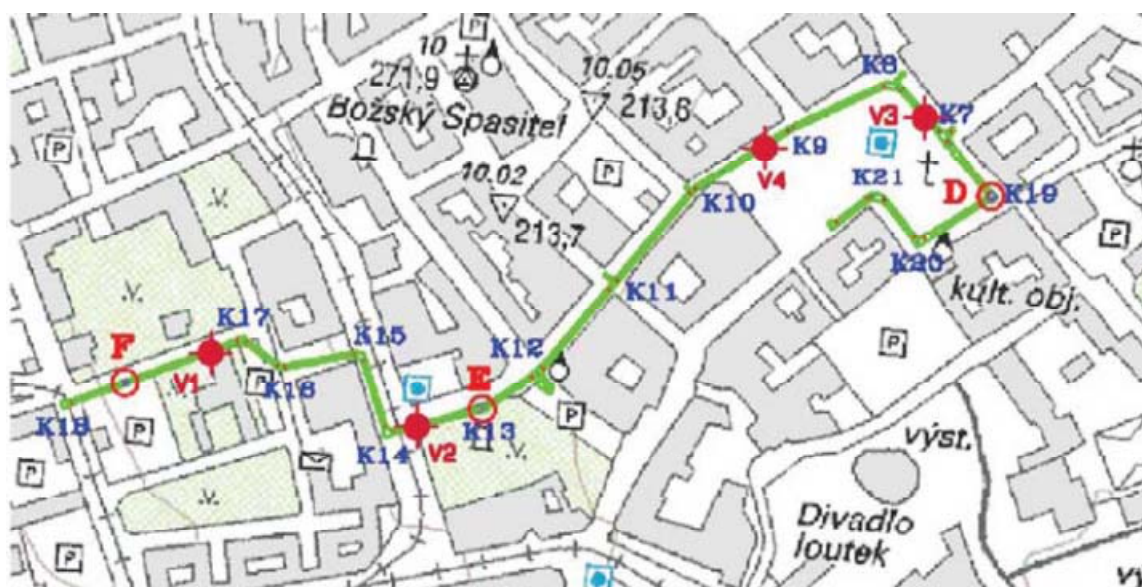 P
10
271,9
Božský Spasitel
10.05
213,6
K8
V3
K7
P
P
K9
V4
K21
10.02
K10
D
K19
213,7
P
K20
K11
kult. obj.
.v.
.v.
K17
K15
K12
P
F
E
V1
P
K16
K18
K13
P
P
K14
V2
.v.
výst.
P
.v.
Divadlo
loutek
P